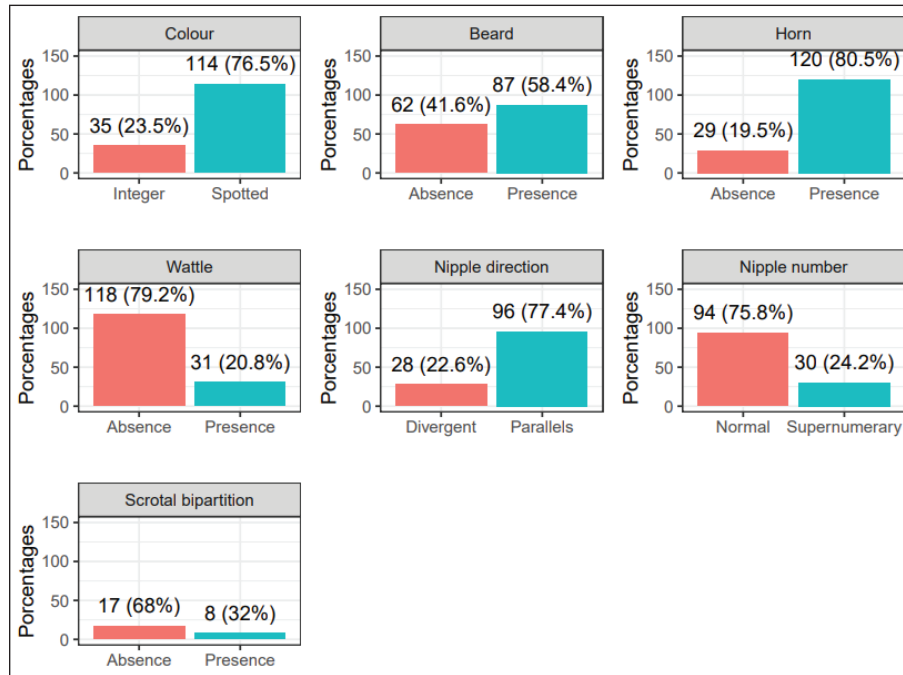 Colour
Porcentages
150
100
50
0
35 (23.5%)
114 (76.5%)
Integer
Spotted
Beard
Porcentages
150
100
50
0
62 (41.6%)
87 (58.4%)
Absence
Presence
Horn
Porcentages
150
100
50
0
29 (19.5%)
120 (80.5%)
Absence
Presence
Wattle
Porcentages
150
100
50
0
118 (79.2%)
31 (20.8%)
Absence
Presence
Nipple direction
Porcentages
150
100
50
0
28 (22.6%)
96 (77.4%)
Divergent
Parallels
Nipple number
Porcentages
150
100
50
0
94 (75.8%)
30 (24.2%)
Normal
Supernumerary
Scrotal bipartition
Porcentages
150
100
50
0
17 (68%)
8 (32%)
Absence
Presence